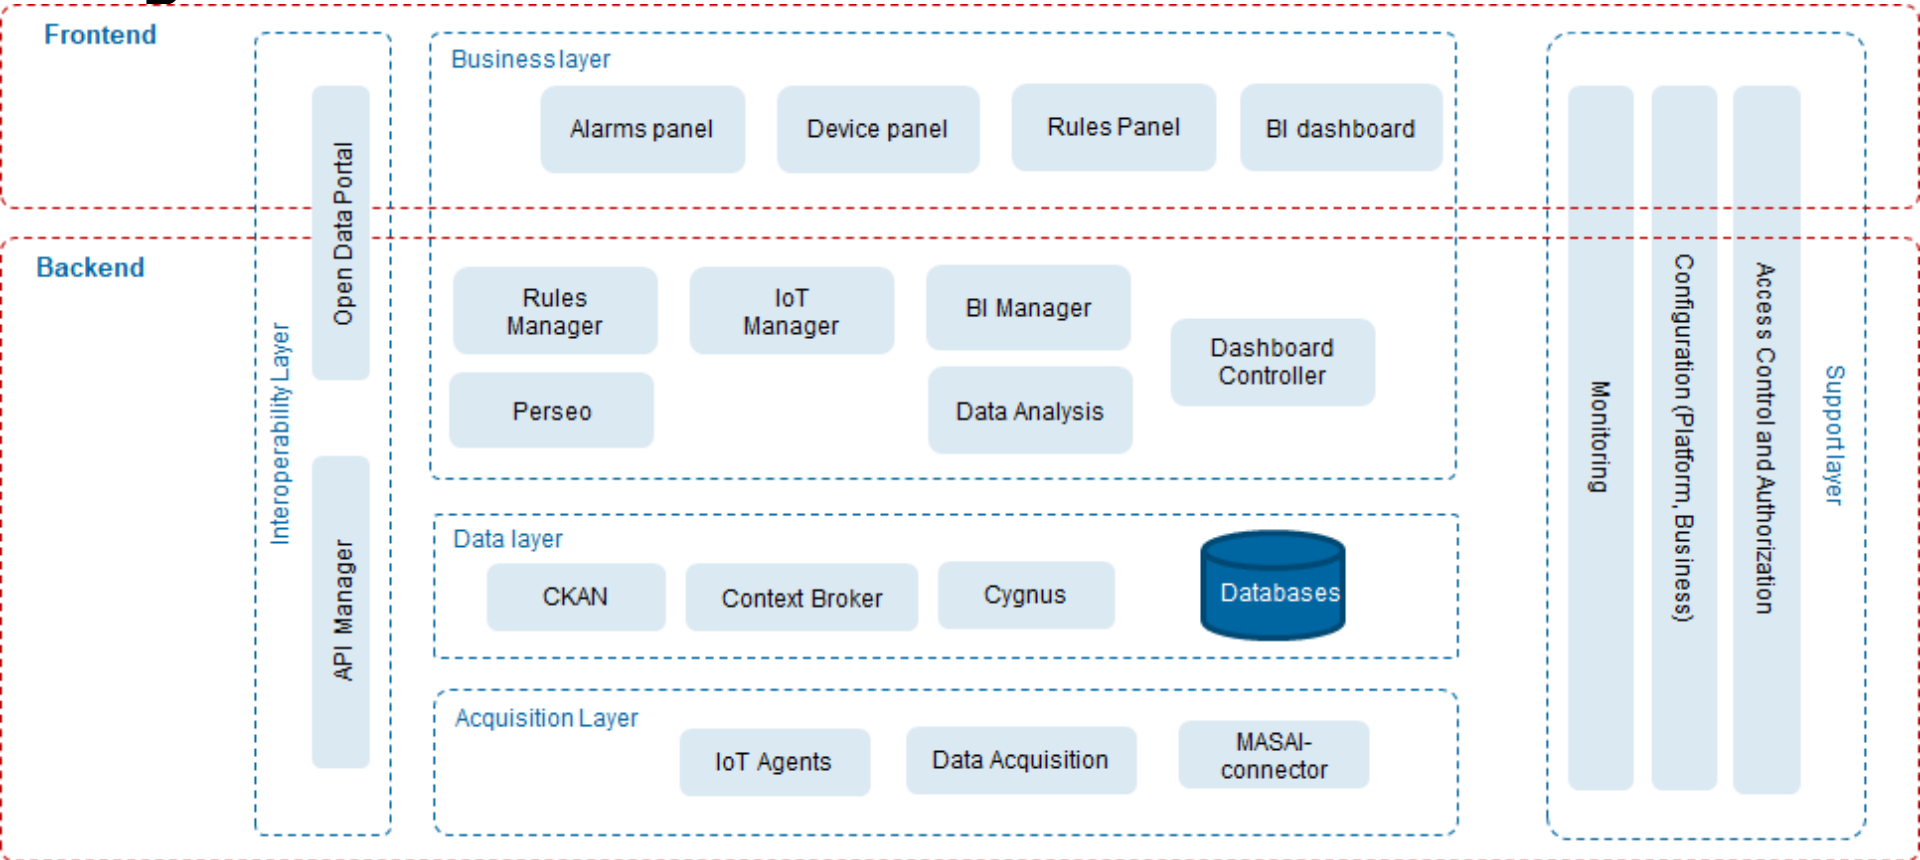 Frontend
Business layer
Alarms panel
Device panel
Rules Panel
BI dashboard
Open Data Portal
Backend
Rules
Manager
IoT
Manager
BI Manager
Dashboard
Controller
Perseo
Data Analysis
Interoperability Layer
API Manager
Data layer
CKAN
Context Broker
Cygnus
Databases
Acquisition Layer
IoT Agents
Data Acquisition
MASAI-
connector
Monitoring
Configuration (Platform, Business)
Access Control and Authorization
Support layer